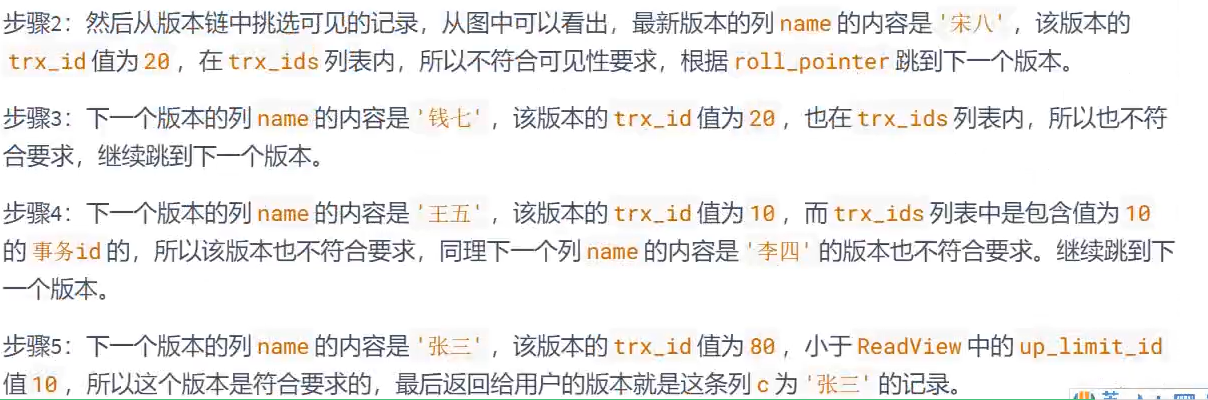 步骤2：然后从版本链中挑选可见的记录，从图中可以看出，最新版本的列 name 的内容是 '宋八' ，该版本的
trx_id 值为 20 ，在 trx_ids 列表内，所以不符合可见性要求，根据 roll_pointer 跳到下一个版本。
步骤3：下一个版本的列 name 的内容是 '钱七' ，该版本的 trx_id 值为 20 ，也在 trx_ids 列表内，所以也不符
合要求，继续跳到下一个版本。
步骤4：下一个版本的列 name 的内容是 '王五' ，该版本的 trx_id 值为 10 ，而 trx_ids 列表中是包含值为 10
的 事务id 的，所以该版本也不符合要求，同理下一个列 name 的内容是 '李四' 的版本也不符合要求。继续跳到下
一个版本。
步骤5：下一个版本的列 name 的内容是 '张三' ，该版本的 trx_id 值为 80 ，小于 ReadView 中的 up_limit_id
值 10 ，所以这个版本是符合要求的，最后返回给用户的版本就是这条列 c 为 '张三' 的记录。